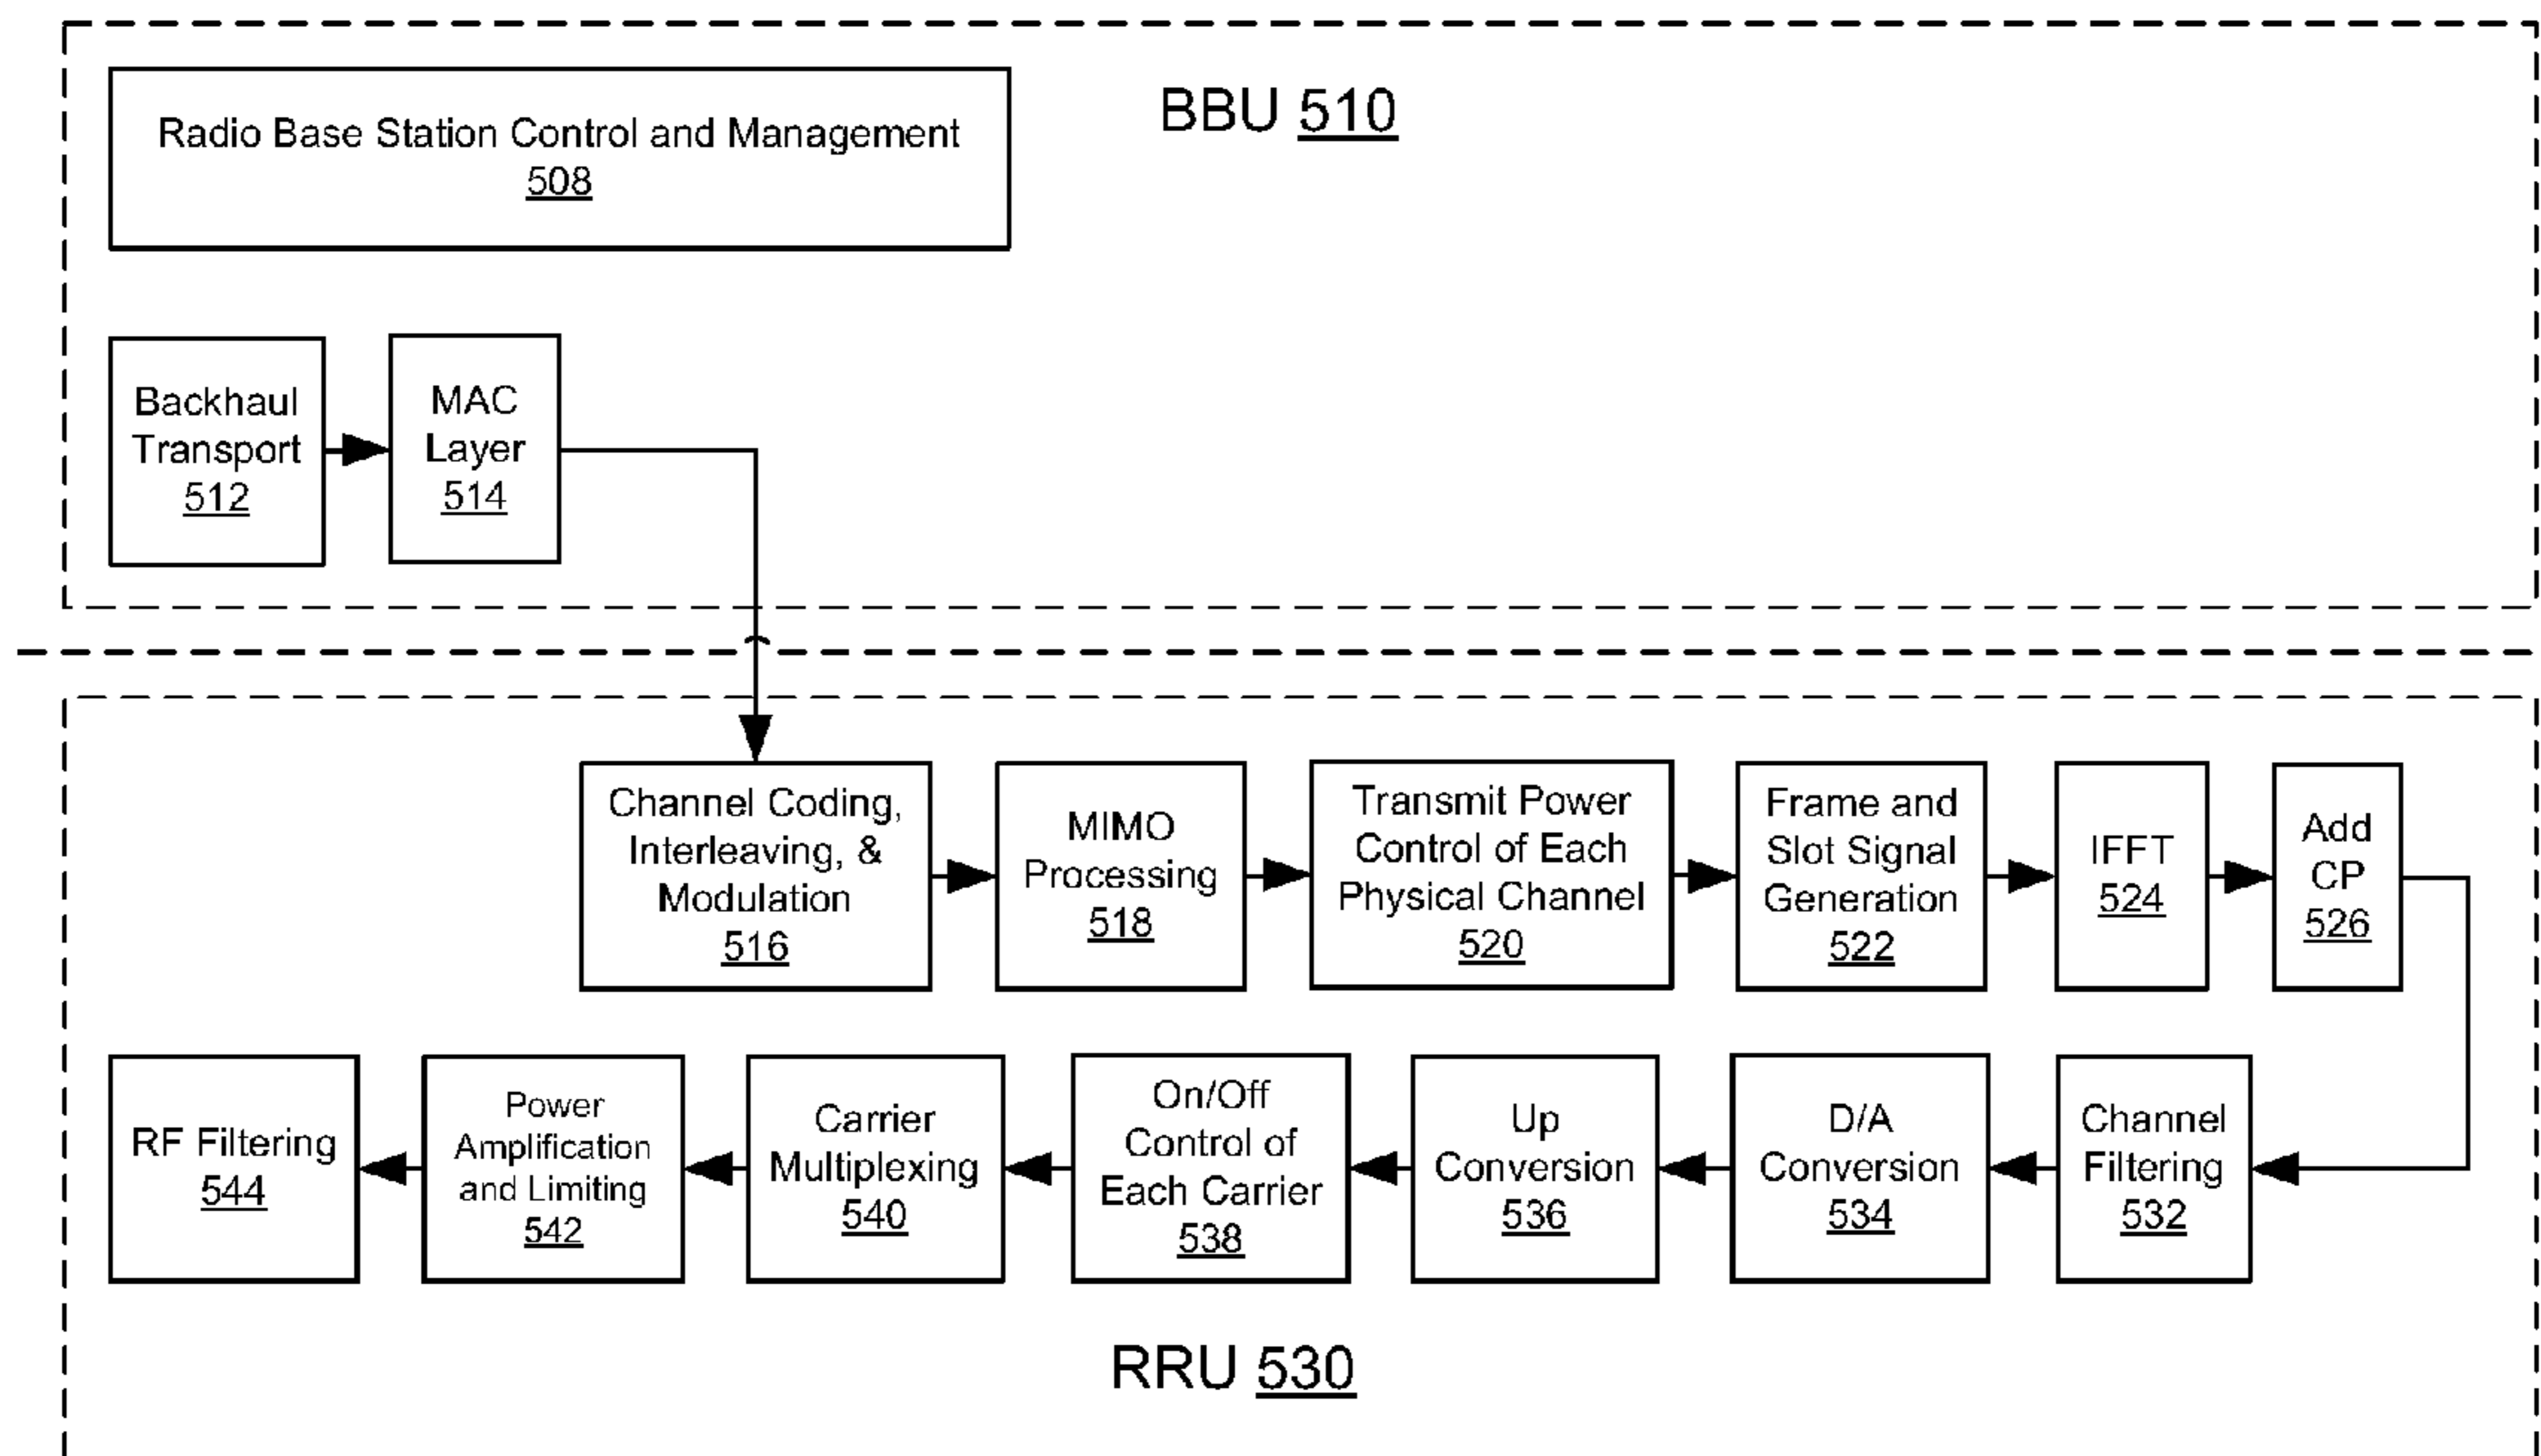 Radio Base Station Control and Management
508
BBU 510
Backhaul
Transport
512
MAC
Layer
514
Channel Coding,
Interleaving, &
Modulation
516
MIMO
Processing
518
Transmit Power
Control of Each
Physical Channel
520
Frame and
Slot Signal
Generation
522
IFFT
524
Add
CP
526
RF Filtering
544
Power
Amplification
and Limiting
542
Carrier
Multiplexing
540
On/Off
Control of
Each Carrier
538
Up
Conversion
536
D/A
Conversion
534
Channel
Filtering
532
RRU 530